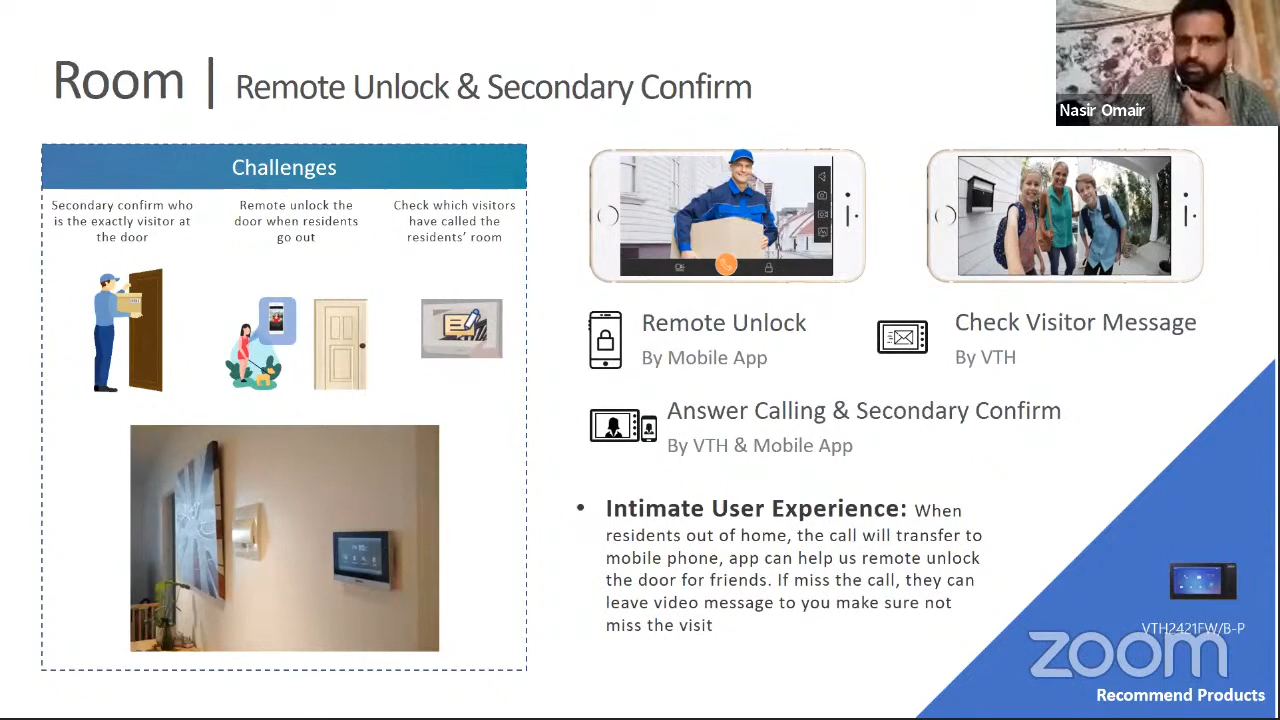 Room | Remote Unlock & Secondary Confirm
Nasir Omair
Challenges
Secondary confirm who
is the exactly visitor at
the door
Remote unlock the
door when residents
go out
Check which visitors
have called the
residents' room
Remote Unlock
By Mobile App
Check Visitor Message
By VTH
Answer Calling & Secondary Confirm
By VTH & Mobile App
• Intimate User Experience: When
residents out of home, the call will transfer to
mobile phone, app can help us remote unlock
the door for friends. If miss the call, they can
leave video message to you make sure not
miss the visit
VTH2421FW/B-P
zoom
Recommend Products